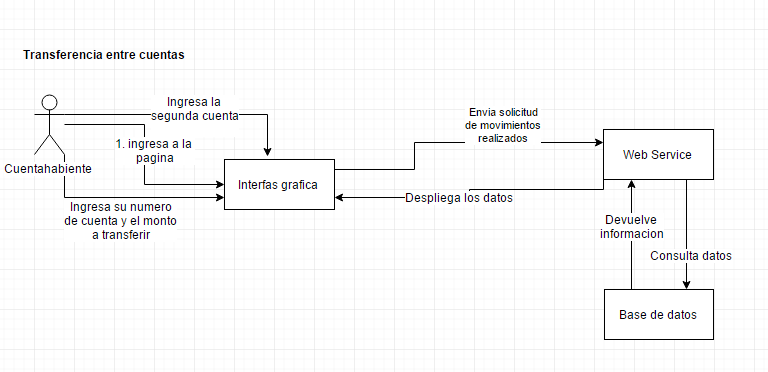 Transferencia entre cuentas
Ingresa la
segunda cuenta
1. ingresa a la
pagina
Cuentahabiente
Ingresa su numero
de cuenta y el monto
a transferir
Interfas grafica
Envia solicitud
de movimientos
realizados
Web Service
Despliega los datos
Devuelve
informacion
Consulta datos
Base de datos